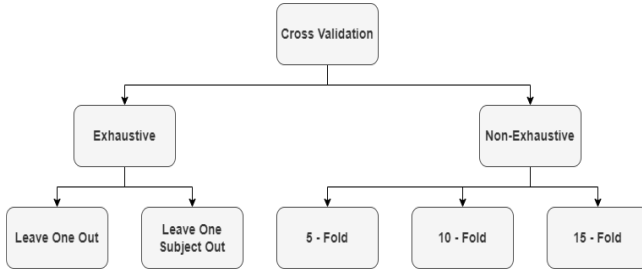 Cross Validation
Exhaustive
Non-Exhaustive
Leave One Out
Leave One
Subject Out
5 - Fold
10 - Fold
15 - Fold